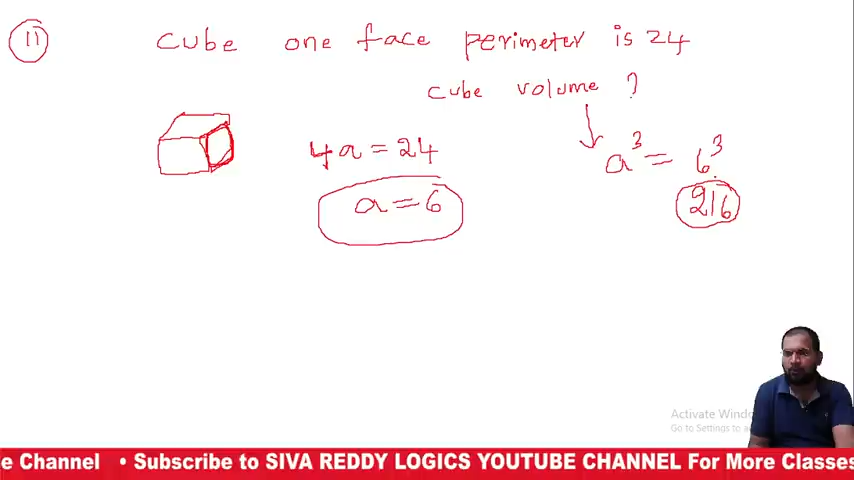 11
cube one face perimeter is 24
cube volume ?
4a = 24
a = 6
a³ = 6³
216
Activate Windo
Go to Settings to a
e Channel • Subscribe to SIVA REDDY LOGICS YOUTUBE CHANNEL For More Classes